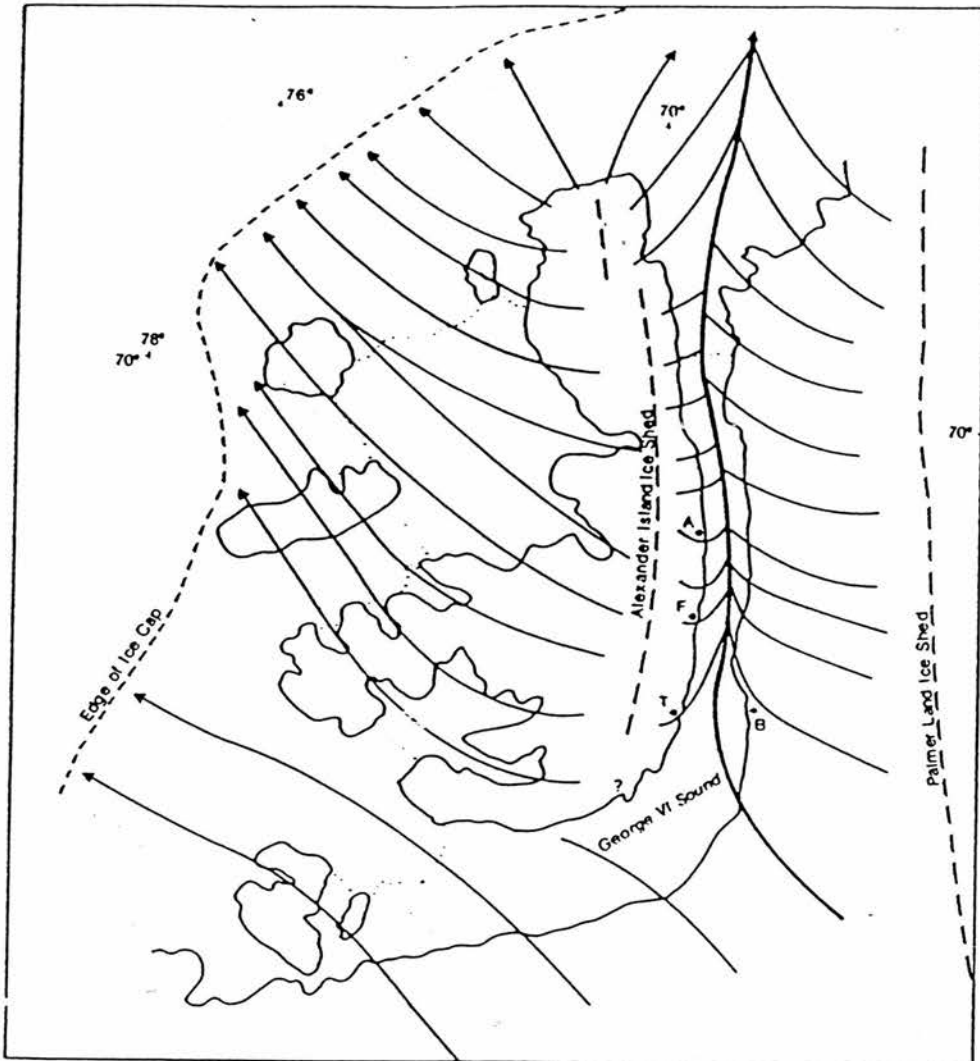 76°
70°
78°
70°
70°
Alexander Island Ice Shed
A
F
T
B
Palmer Land Ice Shed
Edge of Ice Cap
?
George VI Sound